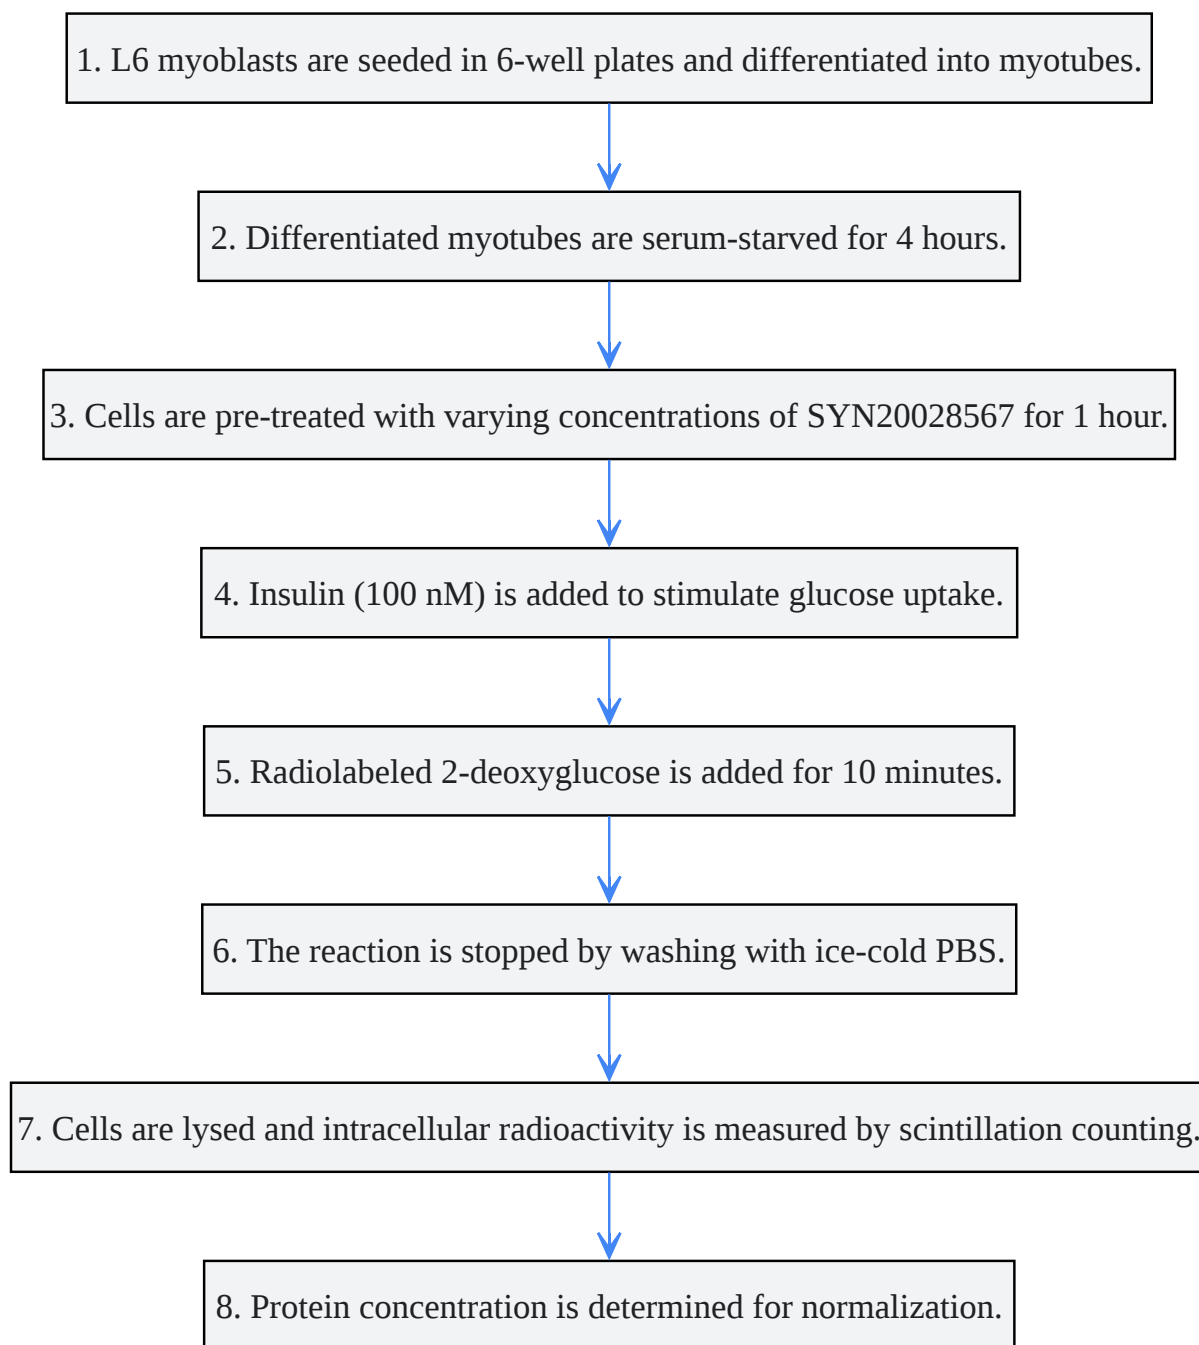 1. L6 myoblasts are seeded in 6-well plates and differentiated into myotubes.
2. Differentiated myotubes are serum-starved for 4 hours.
3. Cells are pre-treated with varying concentrations of SYN20028567 for 1 hour.
4. Insulin (100 nM) is added to stimulate glucose uptake.
5. Radiolabeled 2-deoxyglucose is added for 10 minutes.
6. The reaction is stopped by washing with ice-cold PBS.
7. Cells are lysed and intracellular radioactivity is measured by scintillation counting.
8. Protein concentration is determined for normalization.